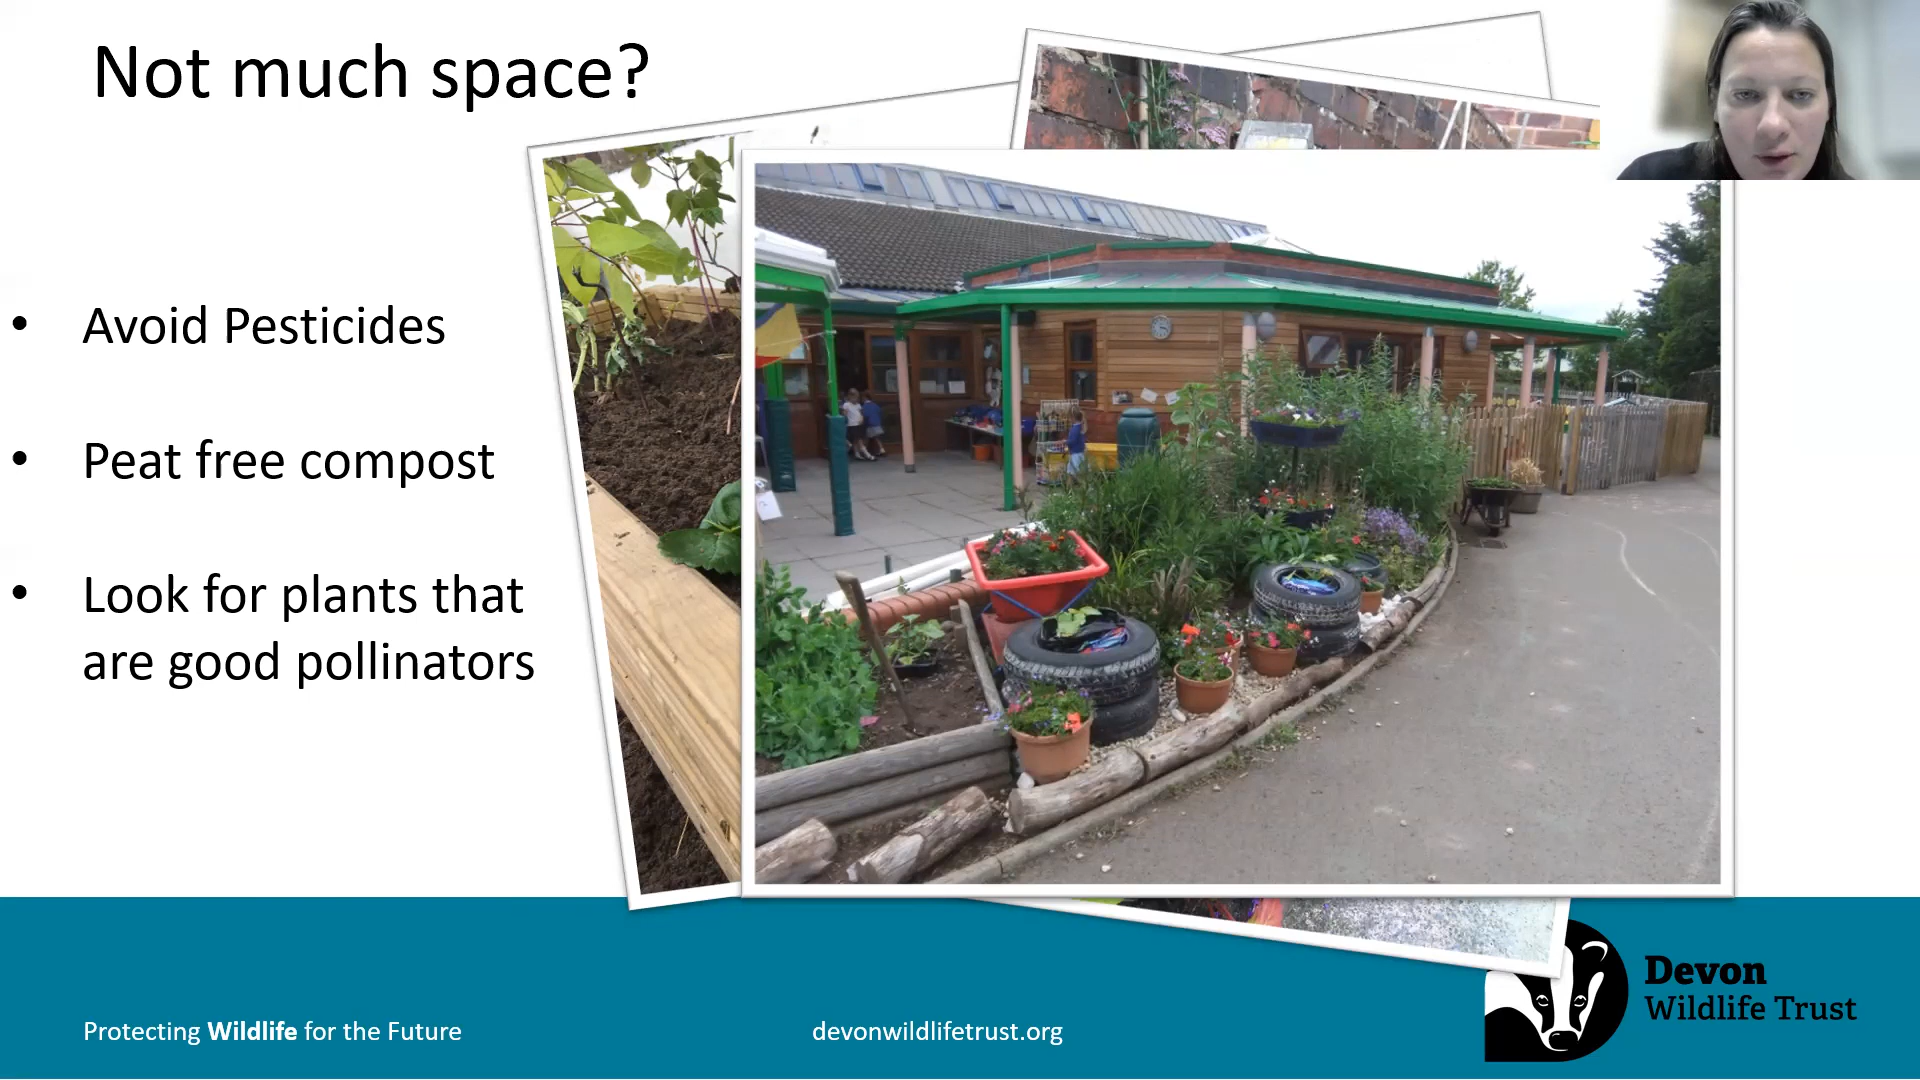 Not much space?
• Avoid Pesticides
• Peat free compost
• Look for plants that
are good pollinators
Protecting Wildlife for the Future
devonwildlifetrust.org
Devon
Wildlife Trust